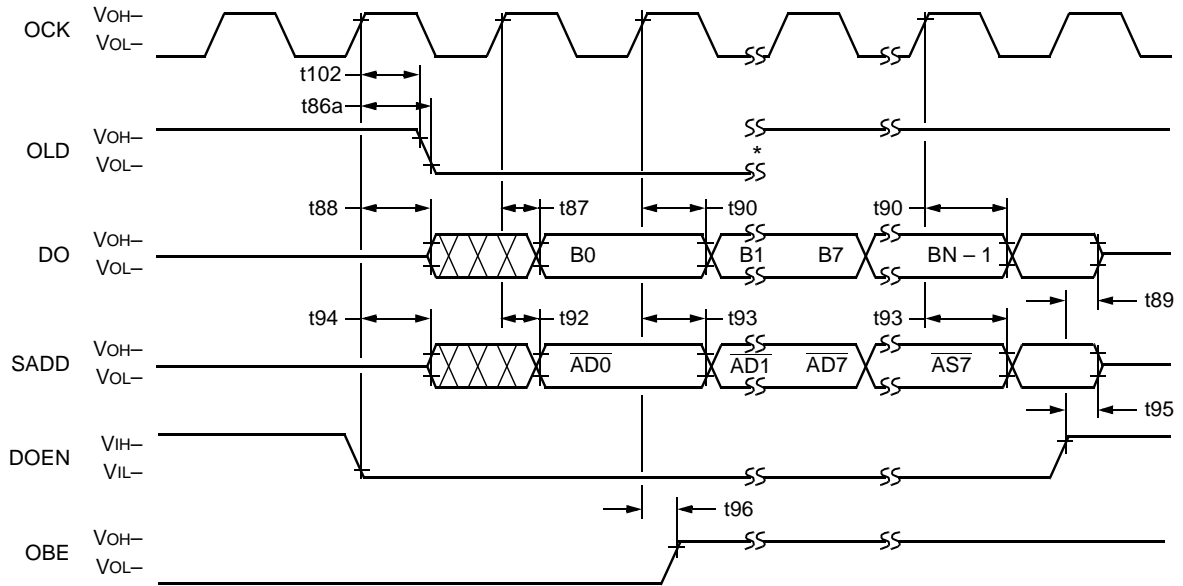 OCK VOH–
VOL–
t102
t86a
OLD VOH–
VOL–
*
t88 t87 t90 t90
DO VOH–
VOL–
B0 B1 B7 BN – 1
t89
t94 t92 t93 t93
SADD VOH–
VOL–
AD0 AD1 AD7 AS7
t95
DOEN VIH–
VIL–
t96
OBE VOH–
VOL–